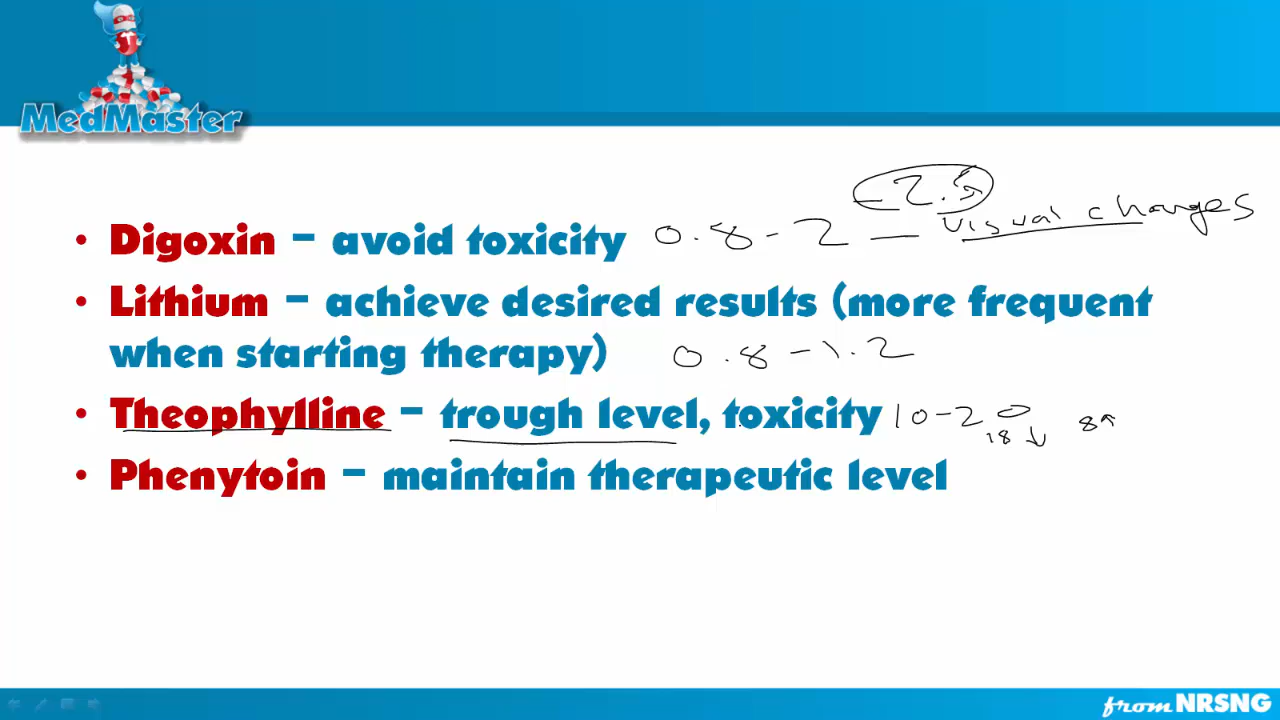 MedMaster
– 2.5
• Digoxin – avoid toxicity 0.8 - 2 – visual changes
• Lithium – achieve desired results (more frequent
when starting therapy) 0.8 - 1.2
• Theophylline – trough level, toxicity 10-20
18 ↓ 8↑
• Phenytoin – maintain therapeutic level
from NRSNG